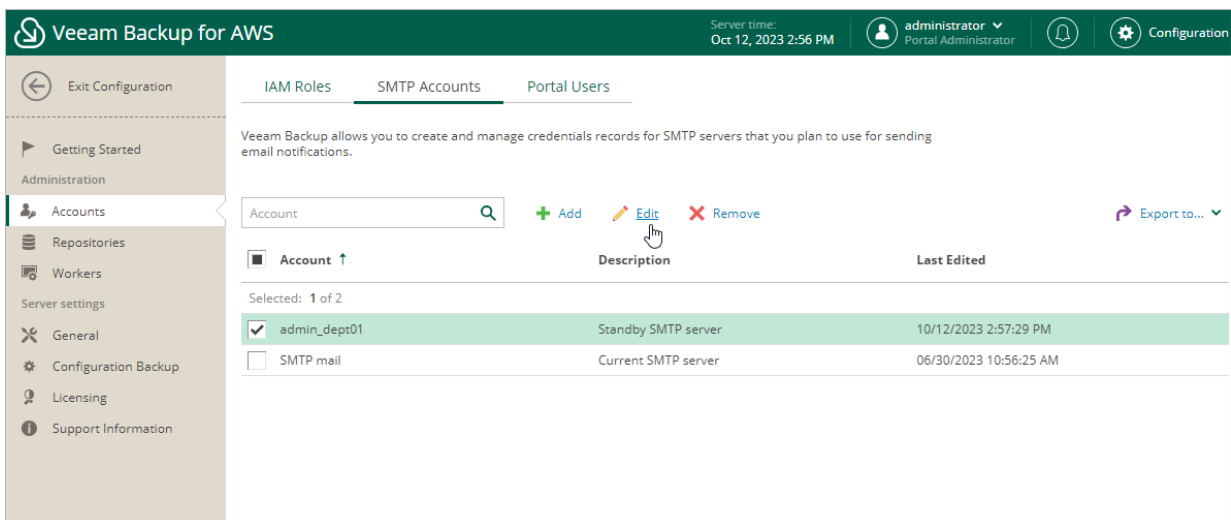 Veeam Backup for AWS
Server time:
Oct 12, 2023 2:56 PM
administrator
Portal Administrator
Configuration
Exit Configuration
Getting Started
Administration
Accounts
Repositories
Workers
Server settings
General
Configuration Backup
Licensing
Support Information
IAM Roles SMTP Accounts Portal Users
Veeam Backup allows you to create and manage credentials records for SMTP servers that you plan to use for sending
email notifications.
Account Add Edit Remove Export to...
Account Description Last Edited
Selected: 1 of 2
admin_dept01 Standby SMTP server 10/12/2023 2:57:29 PM
SMTP mail Current SMTP server 06/30/2023 10:56:25 AM